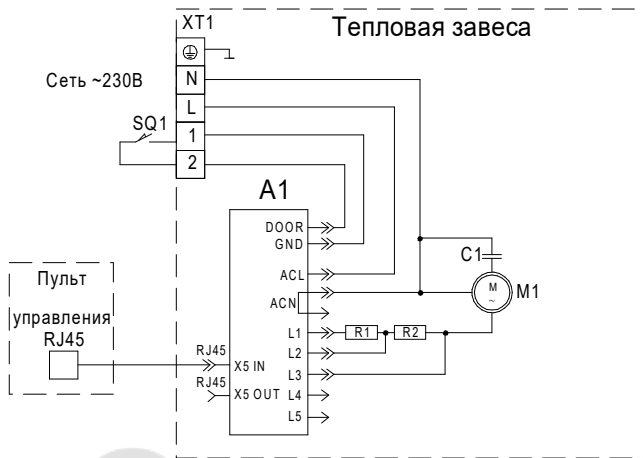 XT1
Тепловая завеса
Сеть ~230В
N
L
SQ1
1
2
A1
DOOR
GND
ACL
ACN
C1
M
~
M1
Пульт
управления
RJ45
L1
R1
R2
L2
L3
L4
L5
RJ45
X5 IN
RJ45
X5 OUT